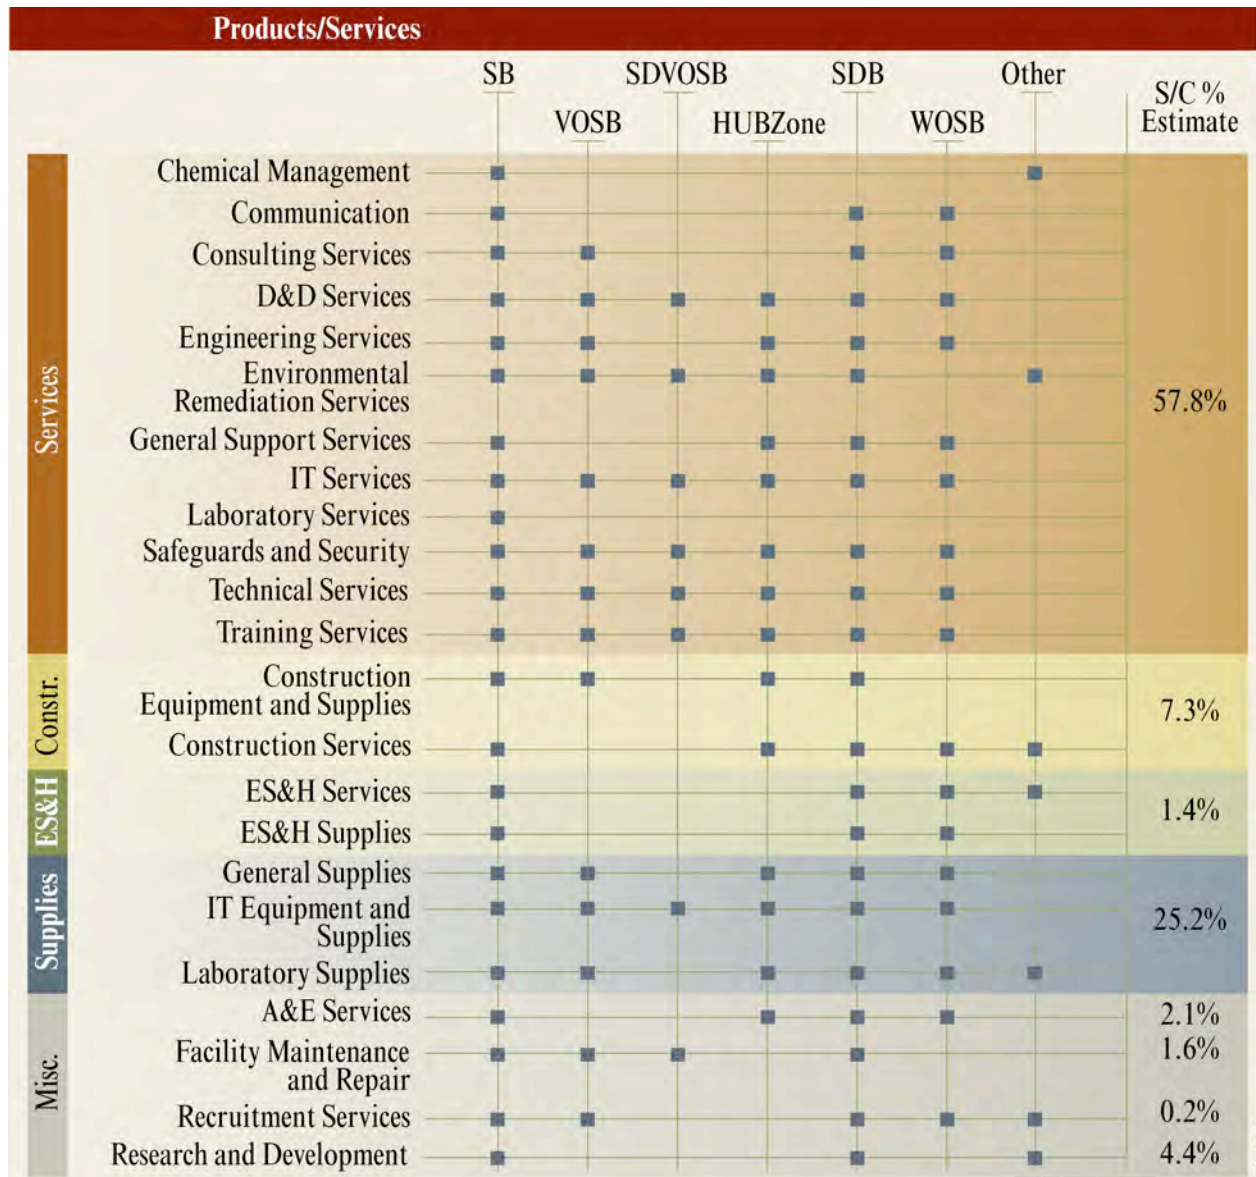 Products/Services
SB
SDVOSB
SDB
Other
S/C %
Estimate
VOSB
HUBZone
WOSB
Services
Chemical Management
Communication
Consulting Services
D&D Services
Engineering Services
Environmental
Remediation Services
57.8%
General Support Services
IT Services
Laboratory Services
Safeguards and Security
Technical Services
Training Services
Constr.
Construction
Equipment and Supplies
7.3%
Construction Services
ES&H
ES&H Services
1.4%
ES&H Supplies
Supplies
General Supplies
IT Equipment and
Supplies
25.2%
Laboratory Supplies
Misc.
A&E Services
2.1%
Facility Maintenance
and Repair
1.6%
Recruitment Services
0.2%
Research and Development
4.4%